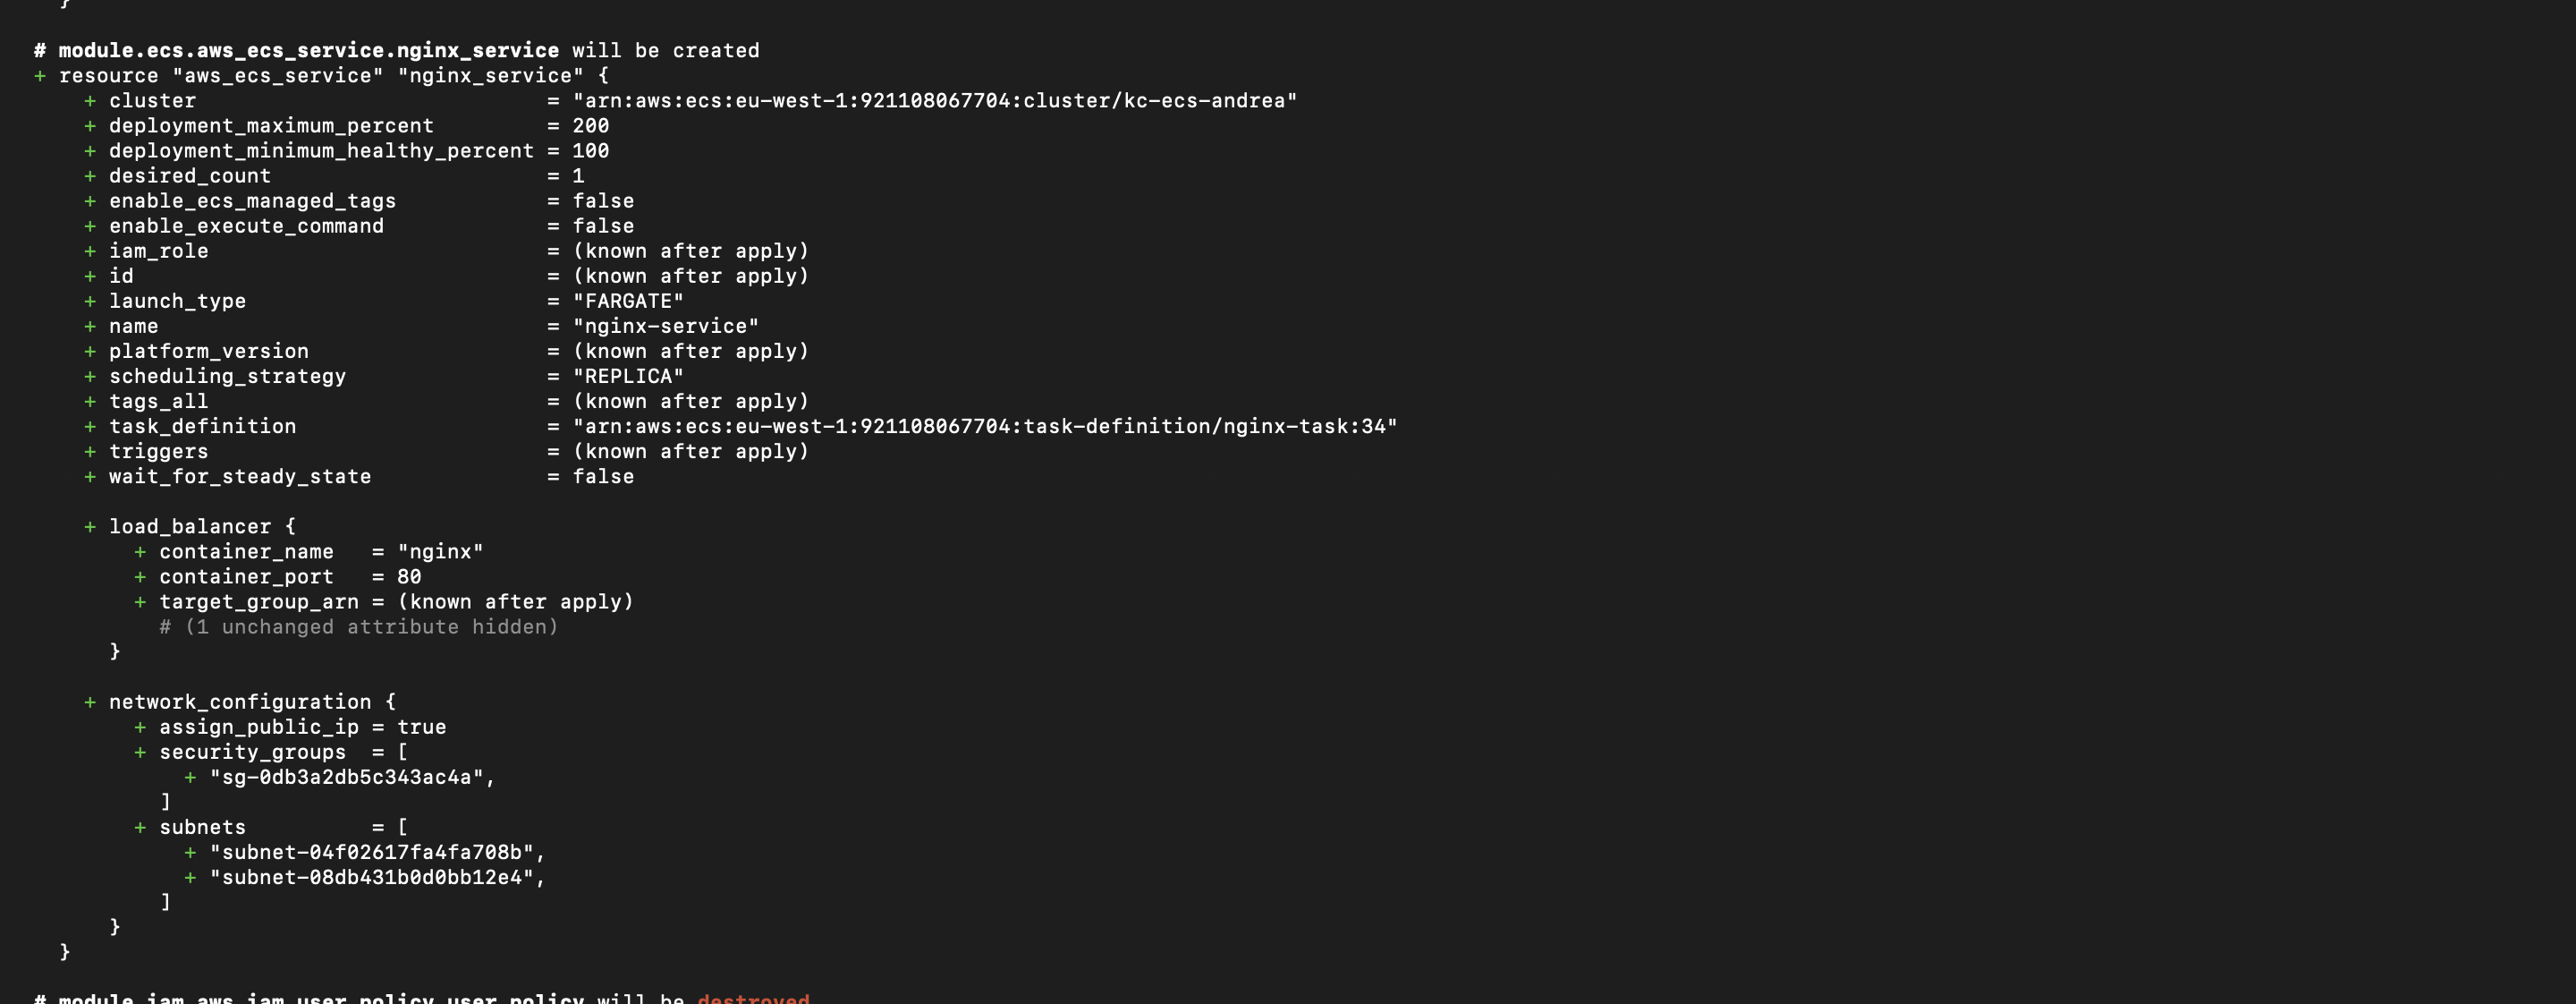 }
# module.ecs.aws_ecs_service.nginx_service will be created
+ resource "aws_ecs_service" "nginx_service" {
+ cluster = "arn:aws:ecs:eu-west-1:921108067704:cluster/kc-ecs-andrea"
+ deployment_maximum_percent = 200
+ deployment_minimum_healthy_percent = 100
+ desired_count = 1
+ enable_ecs_managed_tags = false
+ enable_execute_command = false
+ iam_role = (known after apply)
+ id = (known after apply)
+ launch_type = "FARGATE"
+ name = "nginx-service"
+ platform_version = (known after apply)
+ scheduling_strategy = "REPLICA"
+ tags_all = (known after apply)
+ task_definition = "arn:aws:ecs:eu-west-1:921108067704:task-definition/nginx-task:34"
+ triggers = (known after apply)
+ wait_for_steady_state = false
+ load_balancer {
+ container_name = "nginx"
+ container_port = 80
+ target_group_arn = (known after apply)
# (1 unchanged attribute hidden)
}
+ network_configuration {
+ assign_public_ip = true
+ security_groups = [
+ "sg-0db3a2db5c343ac4a",
]
+ subnets = [
+ "subnet-04f02617fa4fa708b",
+ "subnet-08db431b0d0bb12e4",
]
}
}
# module.iam.aws_iam_user_policy.user_policy will be destroyed